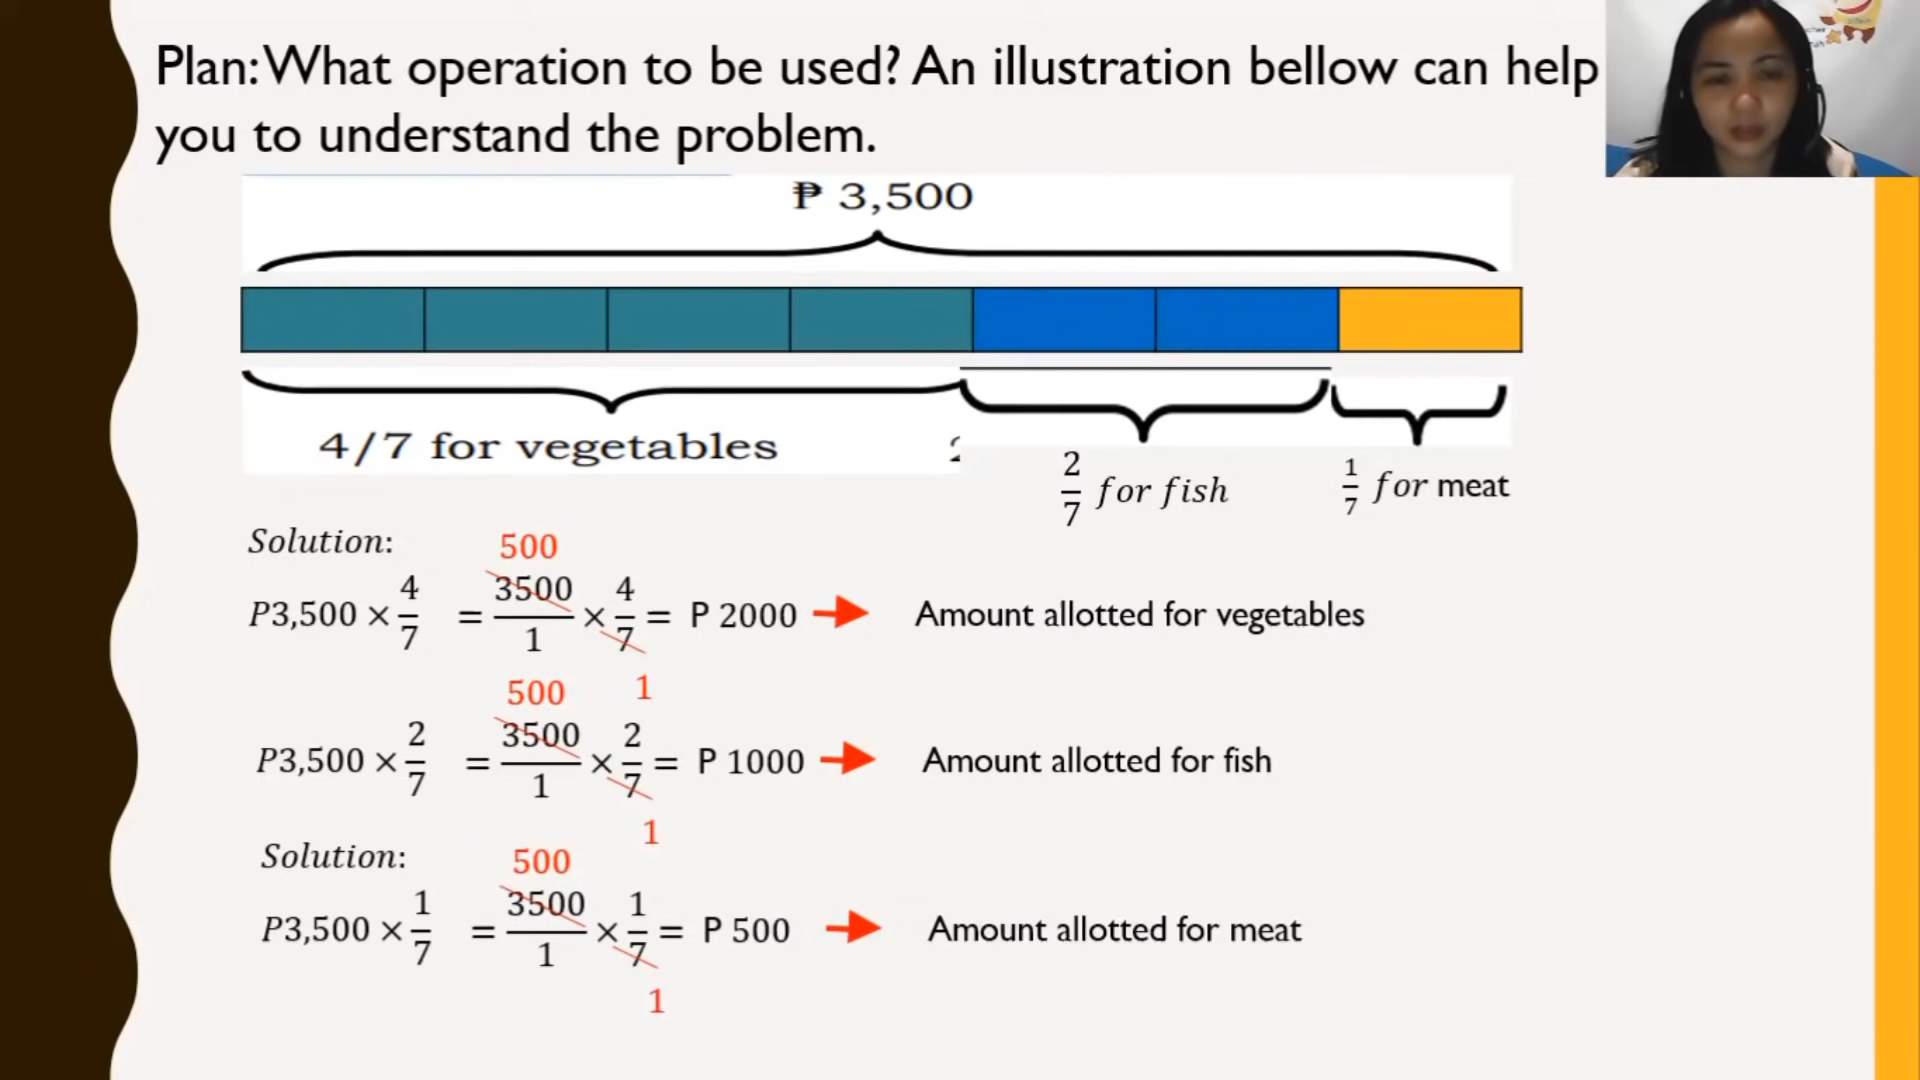 Plan: What operation to be used? An illustration bellow can help
you to understand the problem.
₱ 3,500
4/7 for vegetables
2/7 for fish
1/7 for meat
Solution:
500
P3,500 × 4/7 = 3500/1 × 4/7 = P 2000 Amount allotted for vegetables
1
500
P3,500 × 2/7 = 3500/1 × 2/7 = P 1000 Amount allotted for fish
1
Solution:
500
P3,500 × 1/7 = 3500/1 × 1/7 = P 500 Amount allotted for meat
1